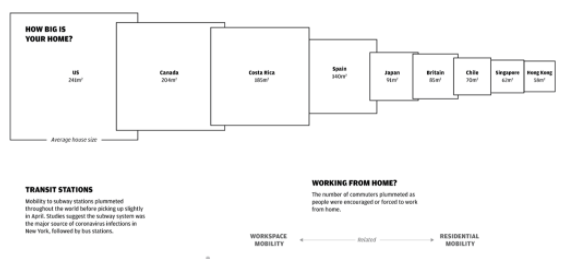 HOW BIG IS
YOUR HOME?
US
241m²
Canada
204m²
Costa Rica
185m²
Spain
140m²
Japan
91m²
Britain
85m²
Chile
70m²
Singapore
62m²
Hong Kong
58m²
Average house size
TRANSIT STATIONS
Mobility to subway stations plummeted
throughout the world before picking up slightly
in April. Studies suggest the subway system was
the major source of coronavirus infections in
New York, followed by bus stations.
WORKING FROM HOME?
The number of commuters plummeted as
people were encouraged or forced to work
from home.
WORKSPACE
MOBILITY
Related
RESIDENTIAL
MOBILITY